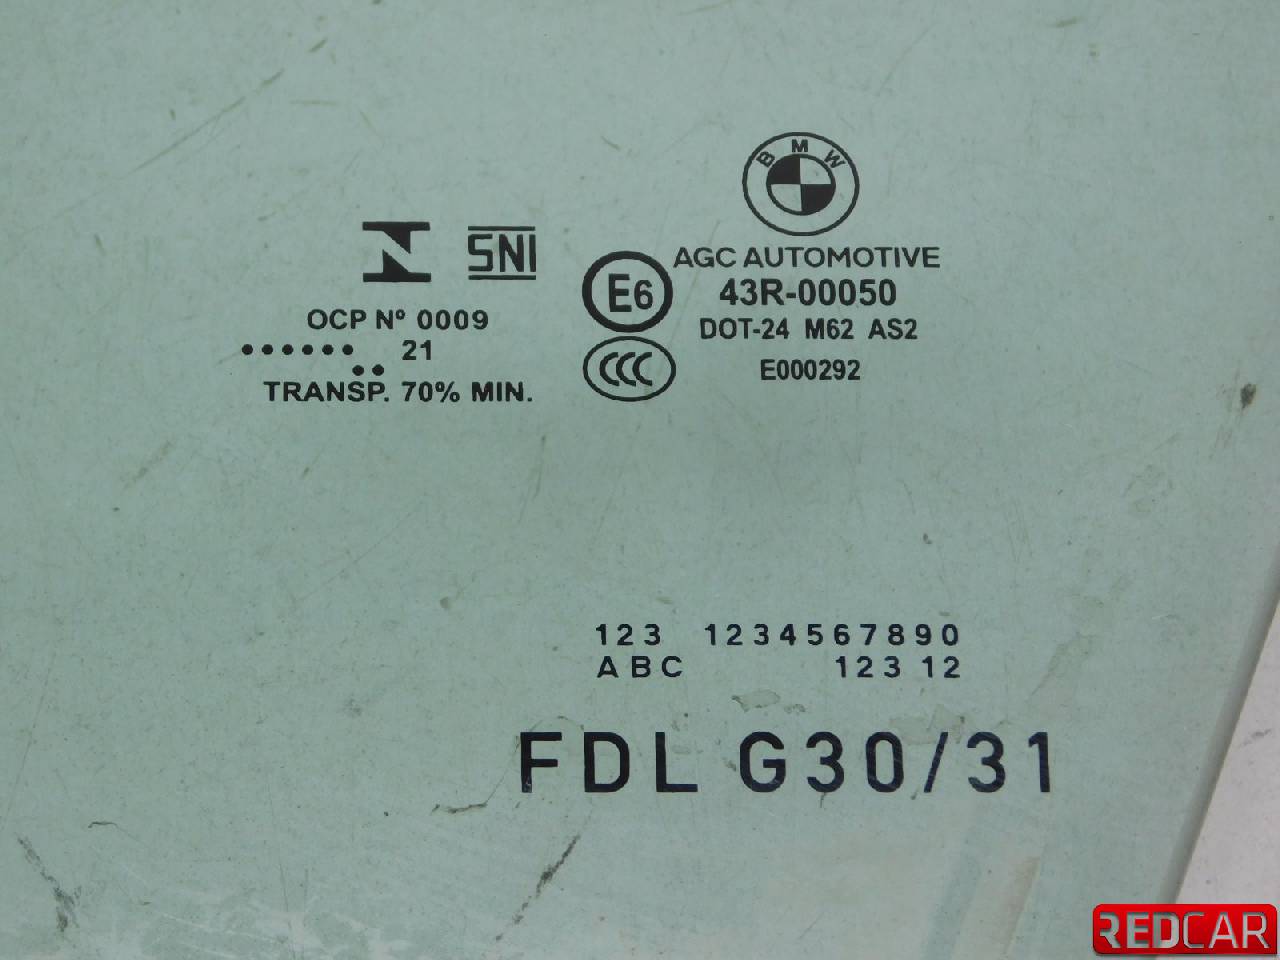 BMW
AGC AUTOMOTIVE
SNI
E6
43R-00050
OCP Nº 0009
DOT-24 M62 AS2
•••••• 21
••
CCC
E000292
TRANSP. 70% MIN.
123 1234567890
ABC 123 12
FDL G30/31
REDCAR